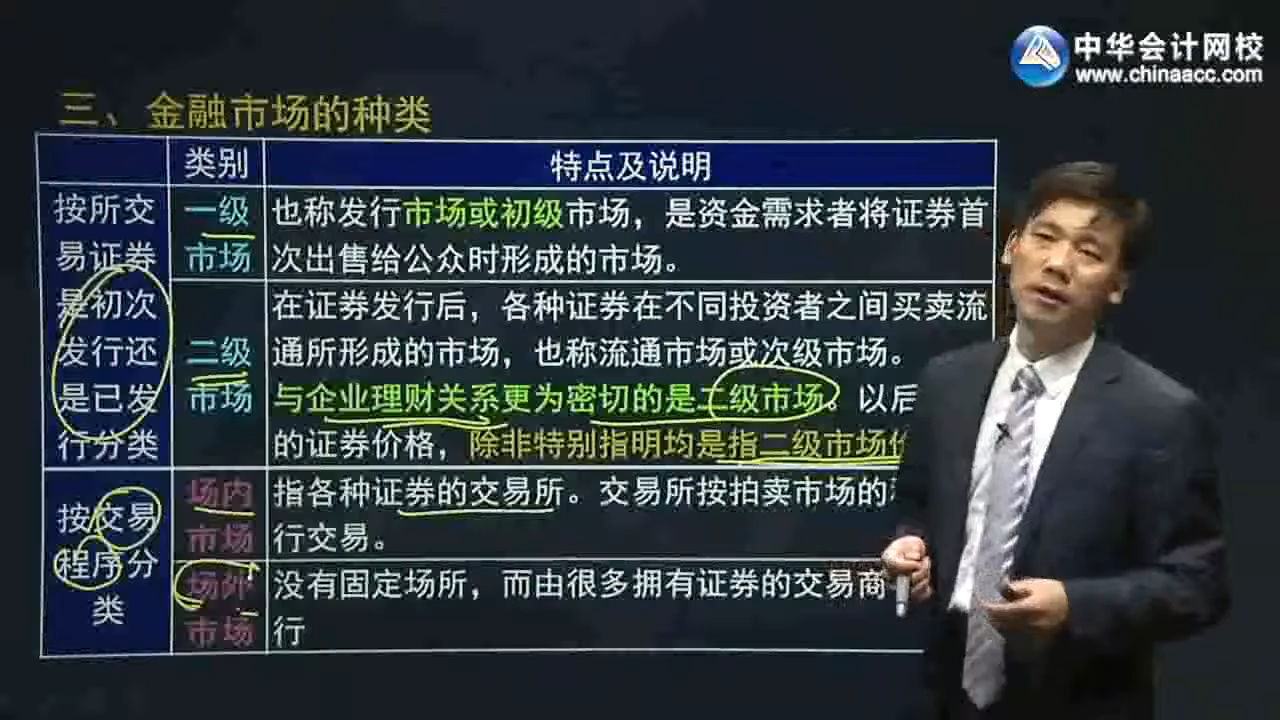 中华会计网校
www.chinaacc.com
三、金融市场的种类
类别
特点及说明
按所交
易证券
是初次
发行还
是已发
行分类
一级
市场
也称发行市场或初级市场，是资金需求者将证券首
次出售给公众时形成的市场。
二级
市场
在证券发行后，各种证券在不同投资者之间买卖流
通所形成的市场，也称流通市场或次级市场。
与企业理财关系更为密切的是二级市场。以后
的证券价格，除非特别指明均是指二级市场价
按交易
程序分
类
场内
市场
指各种证券的交易所。交易所按拍卖市场的
行交易。
场外
市场
没有固定场所，而由很多拥有证券的交易商
行